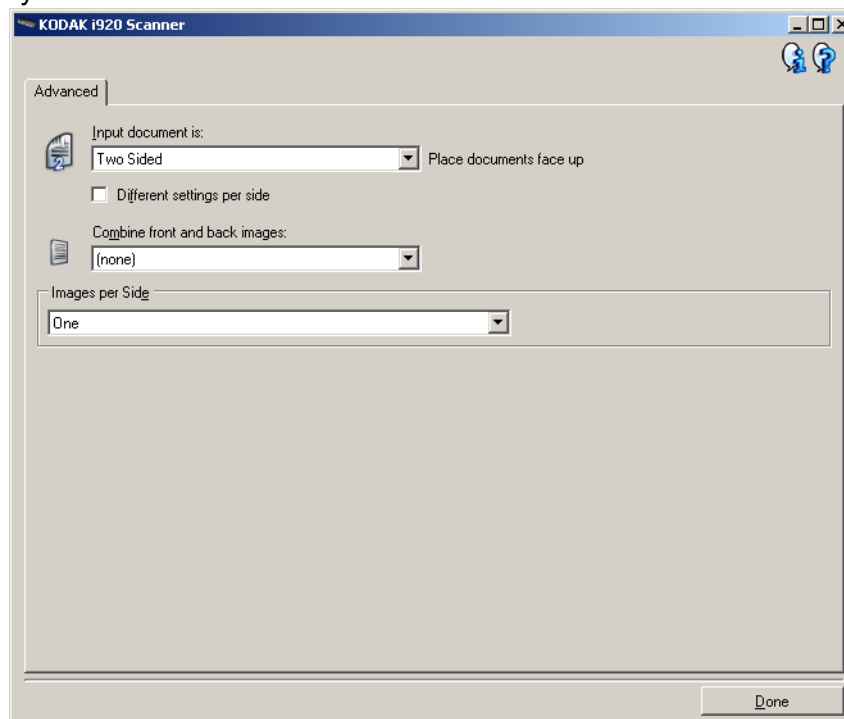 KODAK i920 Scanner
Advanced
Input document is:
2
Two Sided
Place documents face up
Different settings per side
Combine front and back images:
(none)
Images per Side
One
Done